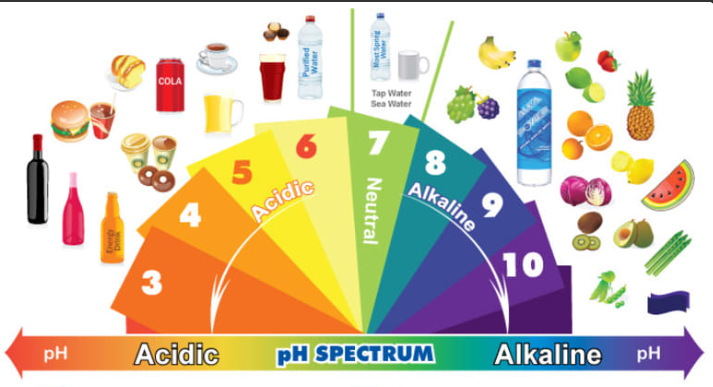 COLA
Purified
Water
Most Spring
Water
Tap Water
Sea Water
Energy
Drink
3
4
5
6
7
8
9
10
Acidic
Neutral
Alkaline
pH
Acidic
pH SPECTRUM
Alkaline
pH